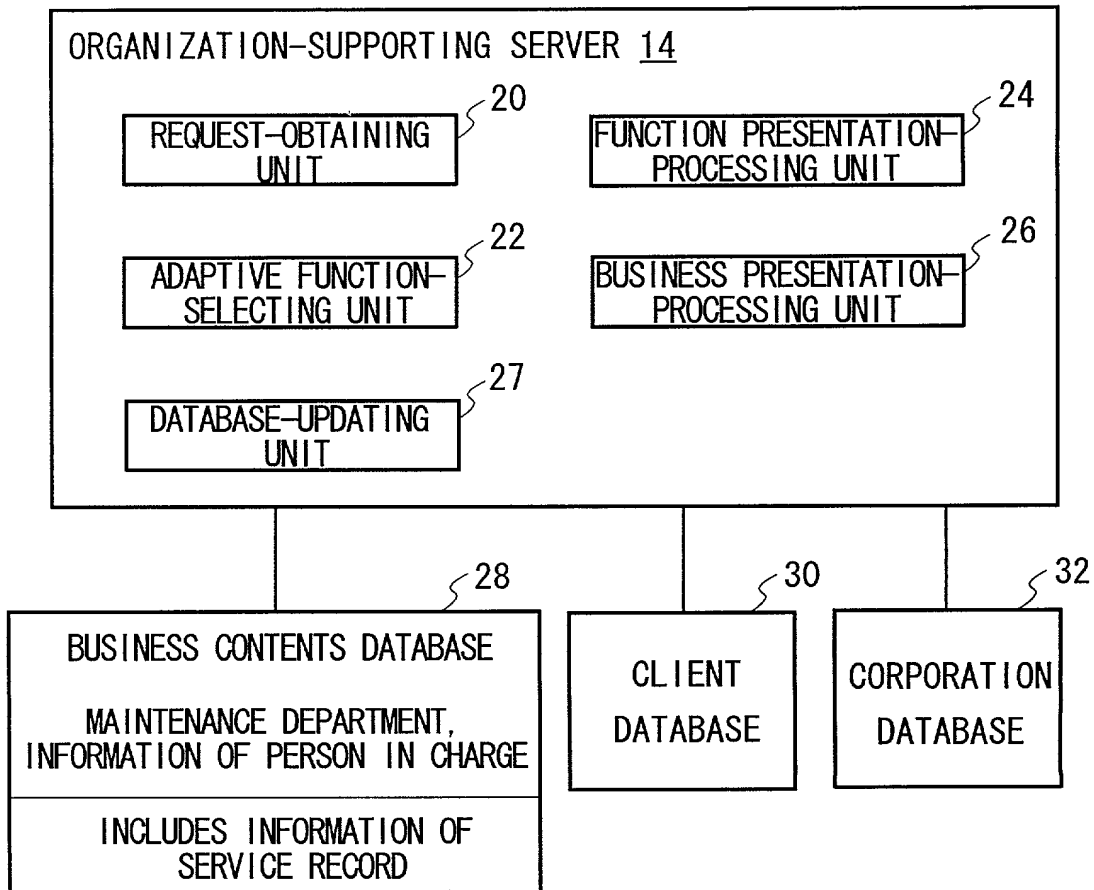 ORGANIZATION-SUPPORTING SERVER 14
20
REQUEST-OBTAINING
UNIT
24
FUNCTION PRESENTATION-
PROCESSING UNIT
22
ADAPTIVE FUNCTION-
SELECTING UNIT
26
BUSINESS PRESENTATION-
PROCESSING UNIT
27
DATABASE-UPDATING
UNIT
28
BUSINESS CONTENTS DATABASE
MAINTENANCE DEPARTMENT,
INFORMATION OF PERSON IN CHARGE
INCLUDES INFORMATION OF
SERVICE RECORD
30
CLIENT
DATABASE
32
CORPORATION
DATABASE